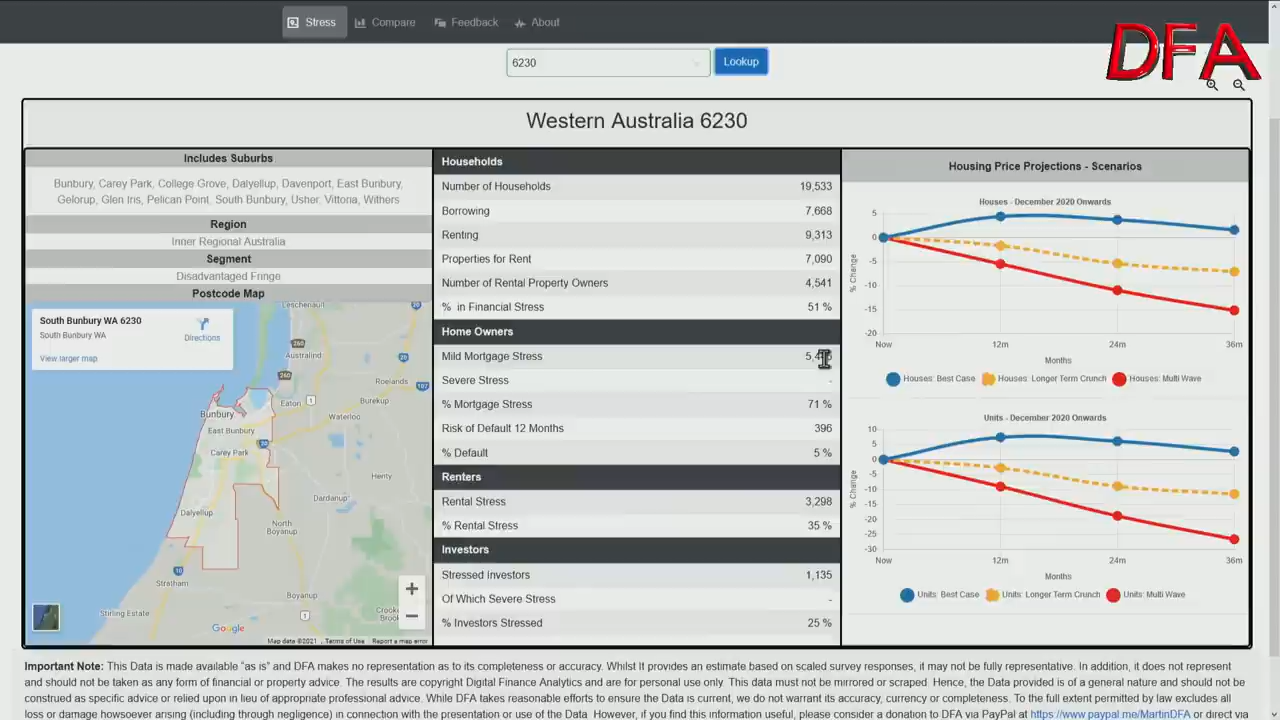 Stress
Compare
Feedback
About
DFA
6230
Lookup
Western Australia 6230
Includes Suburbs
Bunbury, Carey Park, College Grove, Dalyellup, Davenport, East Bunbury,
Gelorup, Glen Iris, Pelican Point, South Bunbury, Usher, Vittoria, Withers
Region
Inner Regional Australia
Segment
Disadvantaged Fringe
Postcode Map
South Bunbury WA 6230
South Bunbury WA
Directions
View larger map
Leschenault
Australind
Roelands
Burekup
Eaton
Waterloo
Bunbury
East Bunbury
Carey Park
Henty
Dardanup
Dalyellup
North
Boyanup
Stratham
Boyanup
Stirling Estate
Crooke
Brook
Google
Map data ©2021
Terms of Use
Report a map error
Households
Number of Households 19,533
Borrowing 7,668
Renting 9,313
Properties for Rent 7,090
Number of Rental Property Owners 4,541
% in Financial Stress 51 %
Home Owners
Mild Mortgage Stress
Severe Stress -
% Mortgage Stress 71 %
Risk of Default 12 Months 396
% Default 5 %
Renters
Rental Stress 3,298
% Rental Stress 35 %
Investors
Stressed Investors 1,135
Of Which Severe Stress -
% Investors Stressed 25 %
Housing Price Projections - Scenarios
Houses - December 2020 Onwards
5
0
-5
-10
-15
-20
% Change
Now 12m 24m 36m
Months
Houses: Best Case Houses: Longer Term Crunch Houses: Multi Wave
Units - December 2020 Onwards
10
5
0
-5
-10
-15
-20
-25
-30
% Change
Now 12m 24m 36m
Months
Units: Best Case Units: Longer Term Crunch Units: Multi Wave
Important Note: This Data is made available “as is” and DFA makes no representation as to its completeness or accuracy. Whilst It provides an estimate based on scaled survey responses, it may not be fully representative. In addition, it does not represent
and should not be taken as any form of financial or property advice. The results are copyright Digital Finance Analytics and are for personal use only. This data must not be mirrored or scraped. Hence, the Data provided is of a general nature and should not be
construed as specific advice or relied upon in lieu of appropriate professional advice. While DFA takes reasonable efforts to ensure the Data is current, we do not warrant its accuracy, currency or completeness. To the full extent permitted by law excludes all
loss or damage howsoever arising (including through negligence) in connection with the presentation or use of the Data. However, if you find this information useful, please consider a donation to DFA via PayPal at https://www.paypal.me/MartinDFA or direct via